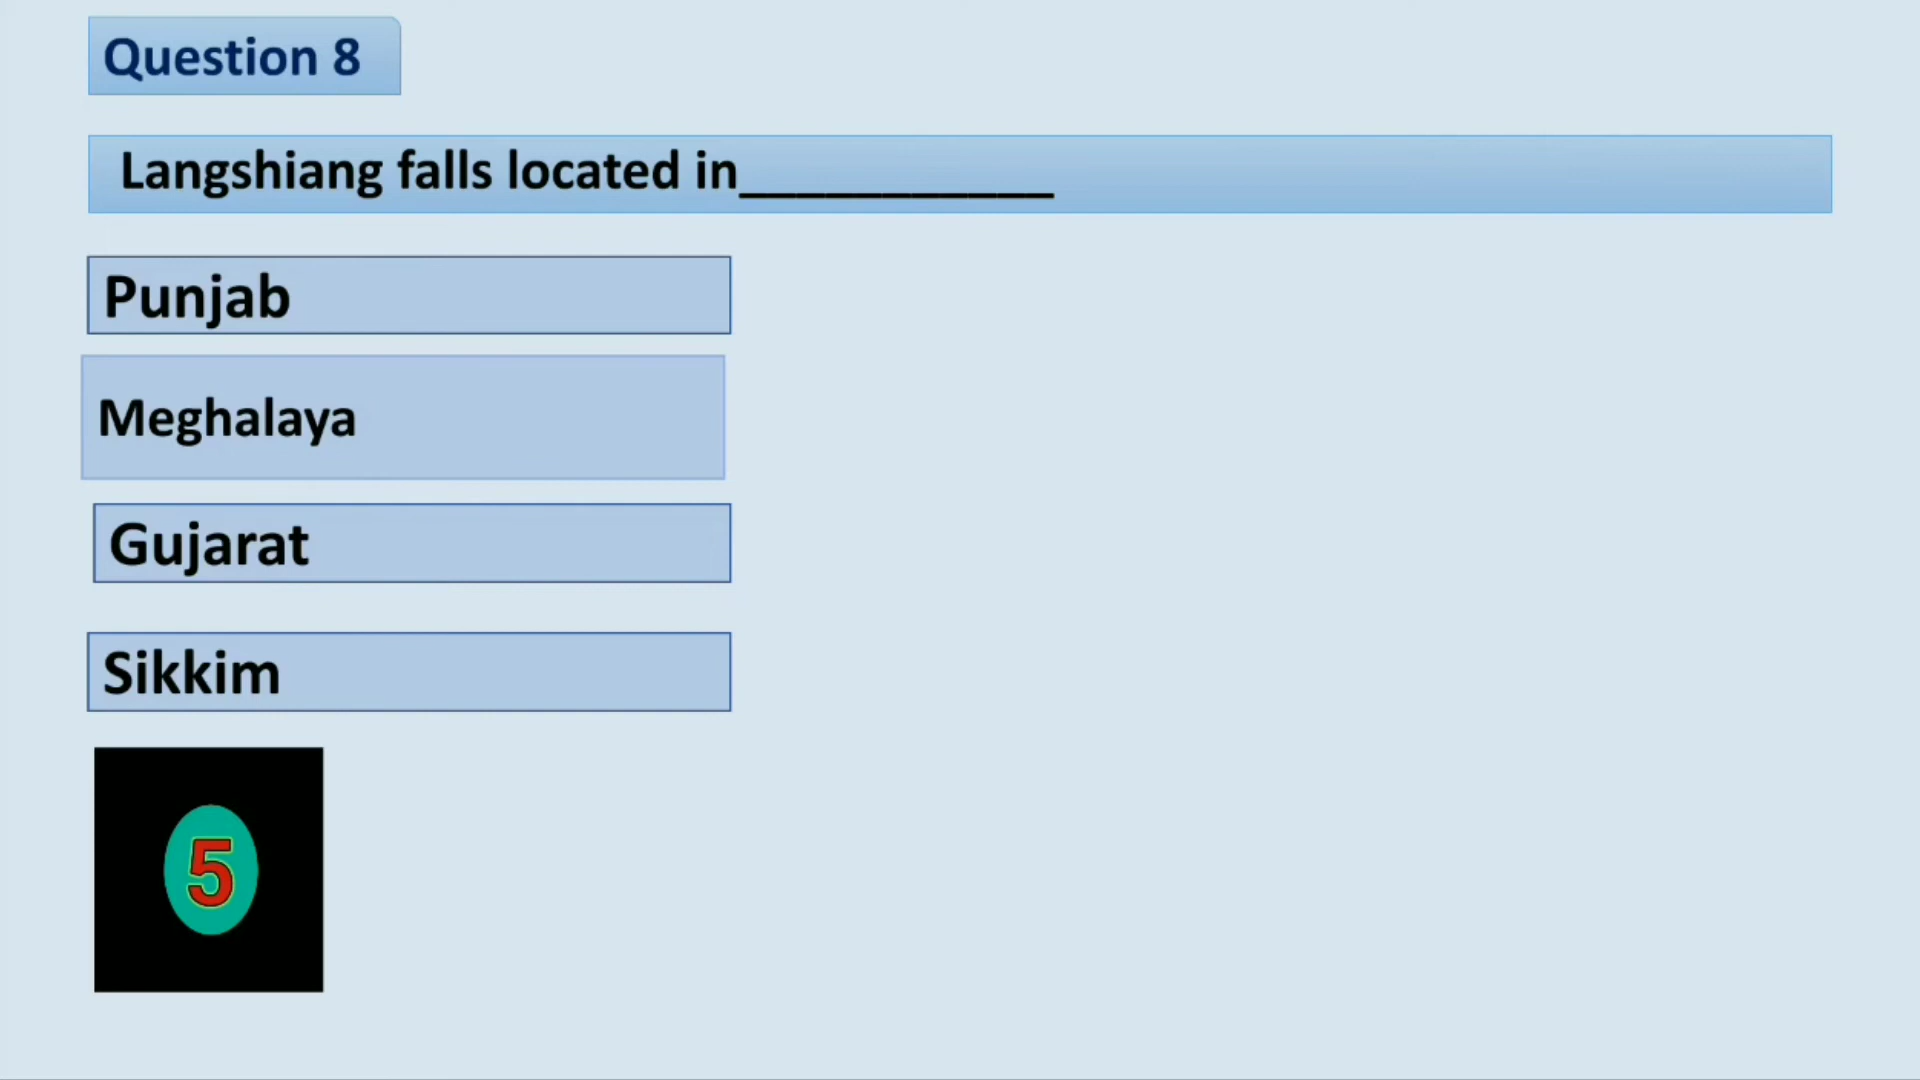 Question 8
Langshiang falls located in___________
Punjab
Meghalaya
Gujarat
Sikkim
5